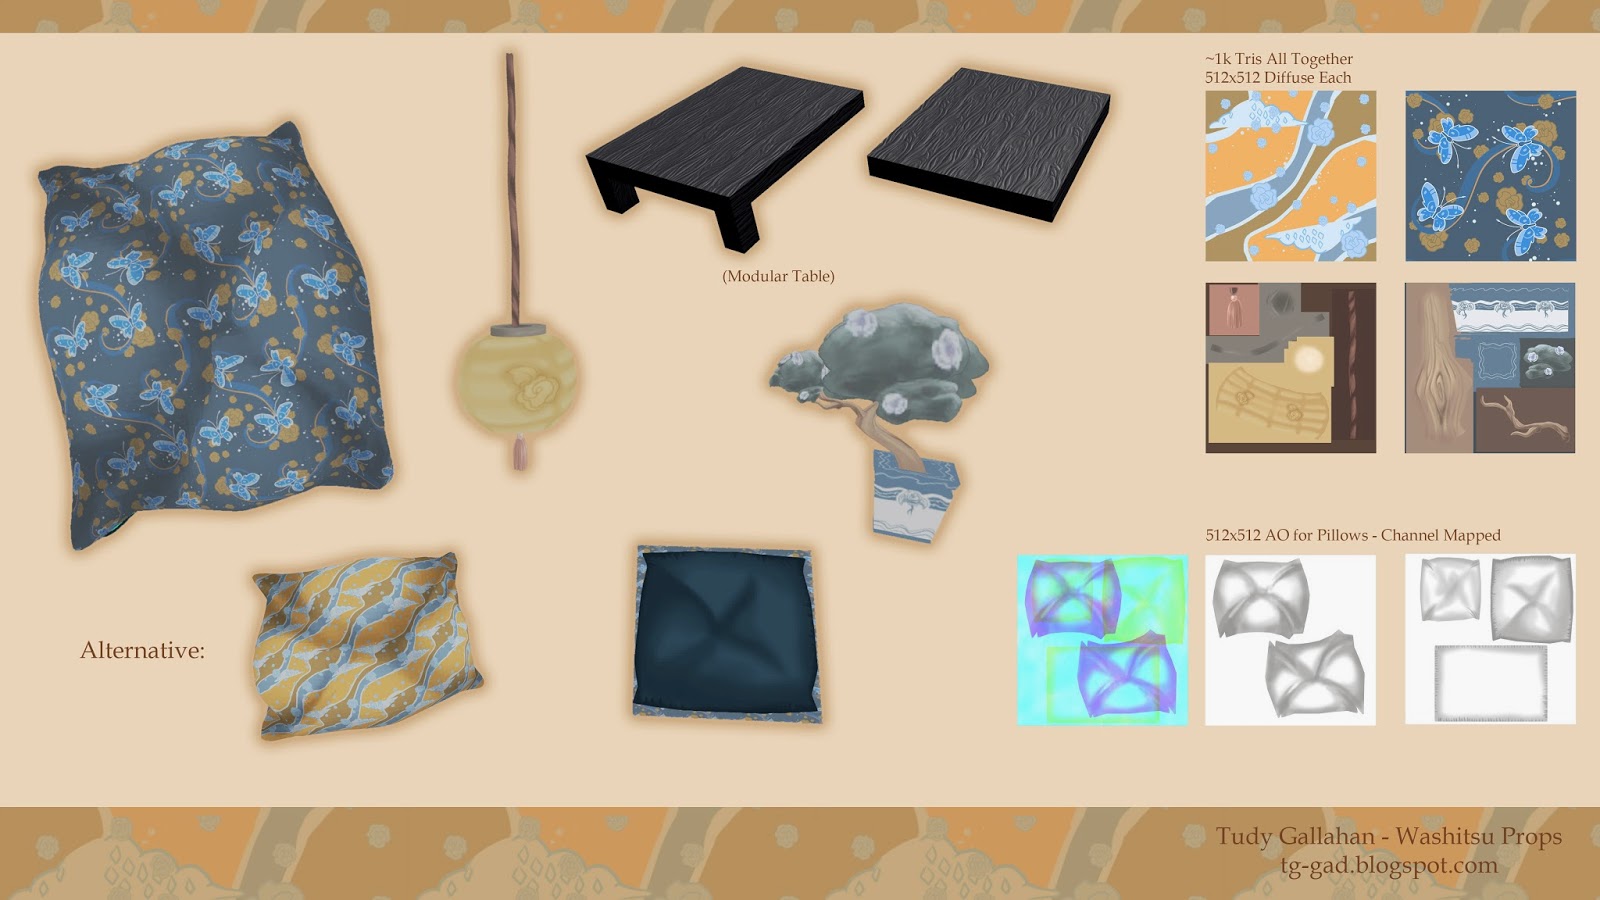 ~1k Tris All Together
512x512 Diffuse Each
(Modular Table)
512x512 AO for Pillows - Channel Mapped
Alternative:
Tudy Gallahan - Washitsu Props
tg-gad.blogspot.com